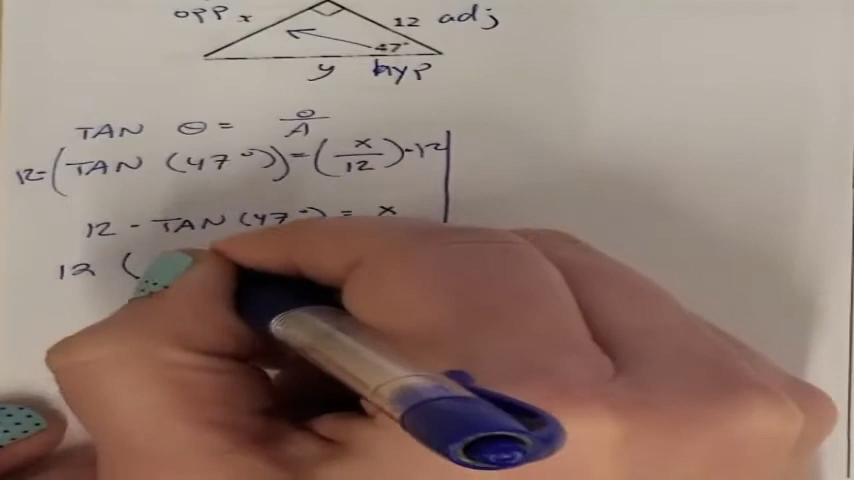 opp x 12 adj
47°
y hyp
TAN θ = O/A
12·(TAN (47°)) = (x/12)·12
12 · TAN (47°) = x
12 (